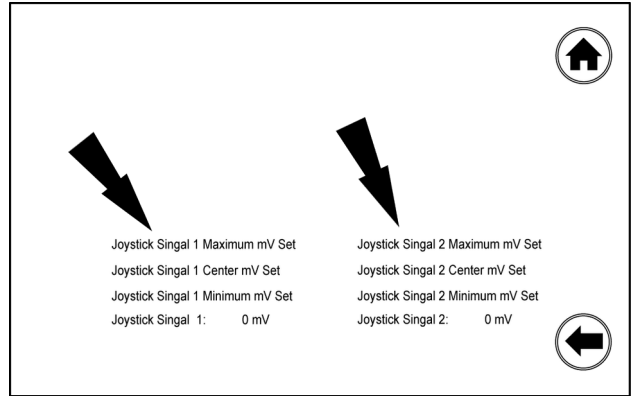 Joystick Singal 1 Maximum mV Set
Joystick Singal 1 Center mV Set
Joystick Singal 1 Minimum mV Set
Joystick Singal 1: 0 mV
Joystick Singal 2 Maximum mV Set
Joystick Singal 2 Center mV Set
Joystick Singal 2 Minimum mV Set
Joystick Singal 2: 0 mV